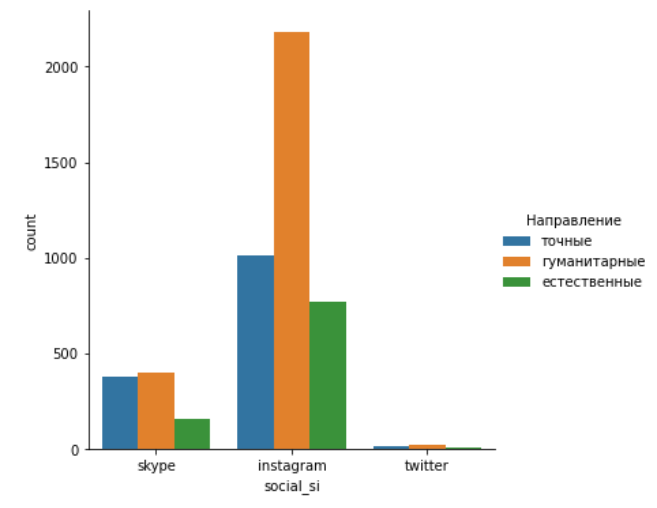 2000
1500
1000
500
0
count
skype
instagram
twitter
social_si
Направление
точные
гуманитарные
естественные